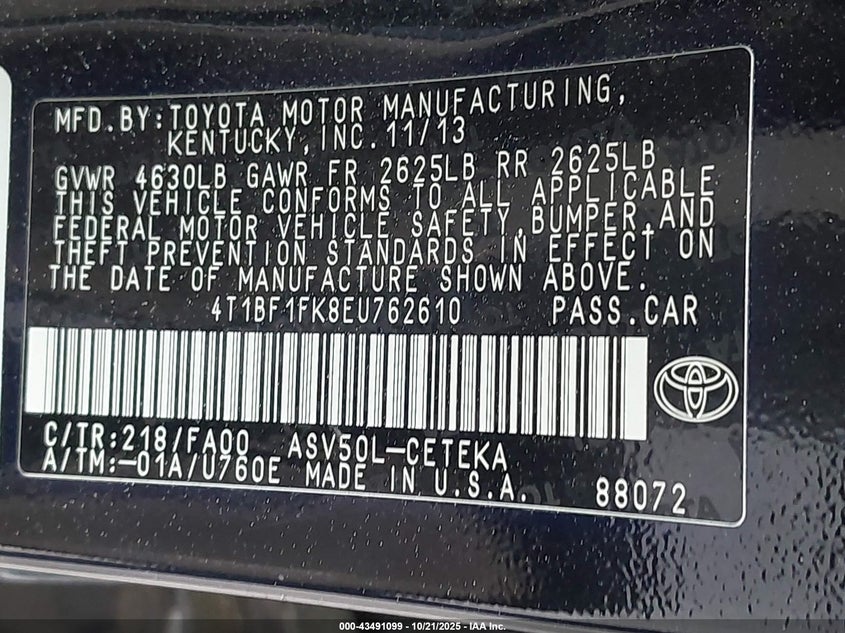 MFD.BY:TOYOTA MOTOR MANUFACTURING,
KENTUCKY, INC. 11/13
GVWR 4630LB GAWR FR 2625LB RR 2625LB
THIS VEHICLE CONFORMS TO ALL APPLICABLE
FEDERAL MOTOR VEHICLE SAFETY,BUMPER,AND
THEFT PREVENTION STANDARDS IN EFFECT ON
THE DATE OF MANUFACTURE SHOWN ABOVE.
4T1BF1FK8EU762610 PASS.CAR
C/TR:218/FA00 ASV50L-CETEKA
A/TM:-01A/U760E MADE IN U.S.A. 88072
000-43491099 - 10/21/2025 - IAA Inc.